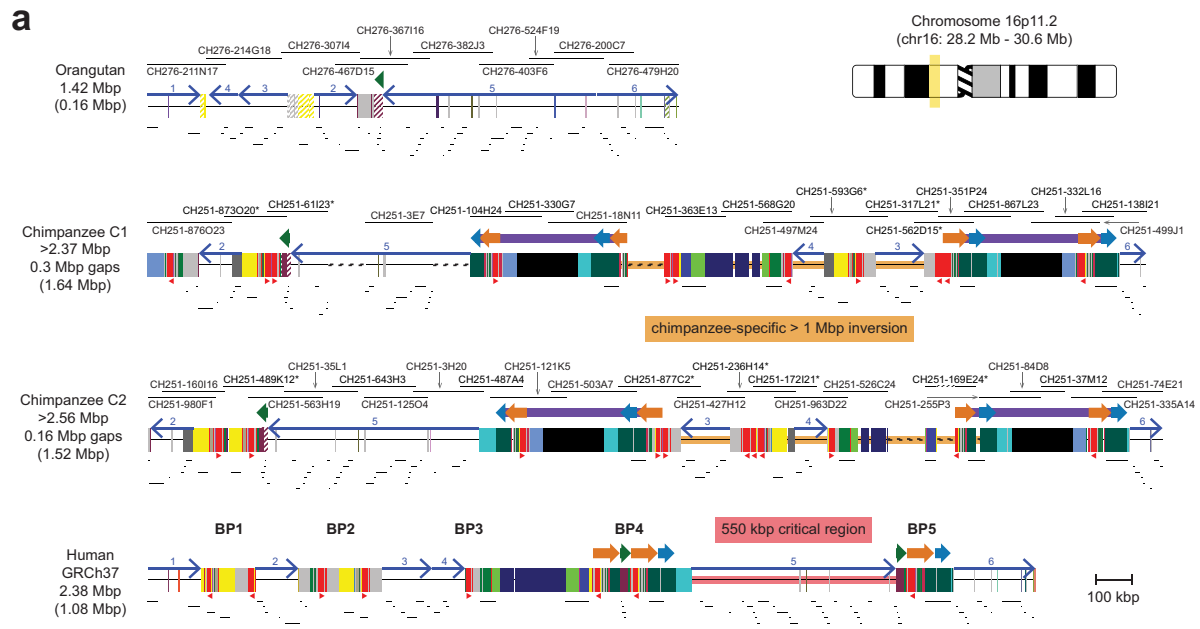 a
Chromosome 16p11.2
(chr16: 28.2 Mb - 30.6 Mb)
CH276-367I16
CH276-524F19
CH276-214G18
CH276-307I4
CH276-382J3
CH276-200C7
Orangutan
1.42 Mbp
(0.16 Mbp)
CH276-211N17
CH276-467D15
CH276-403F6
CH276-479H20
1
4
3
2
5
6
CH251-593G6*
CH251-351P24
CH251-332L16
CH251-873O20*
CH251-61I23*
CH251-104H24
CH251-330G7
CH251-363E13
CH251-568G20
CH251-317L21*
CH251-867L23
CH251-138I21
CH251-3E7
CH251-18N11
Chimpanzee C1
>2.37 Mbp
0.3 Mbp gaps
(1.64 Mbp)
CH251-876O23
CH251-497M24
CH251-562D15*
CH251-499J1
2
5
4
3
6
chimpanzee-specific > 1 Mbp inversion
CH251-35L1
CH251-3H20
CH251-121K5
CH251-236H14*
CH251-84D8
CH251-160I16
CH251-489K12*
CH251-643H3
CH251-487A4
CH251-503A7
CH251-877C2*
CH251-172I21*
CH251-526C24
CH251-169E24*
CH251-37M12
CH251-74E21
Chimpanzee C2
>2.56 Mbp
0.16 Mbp gaps
(1.52 Mbp)
CH251-980F1
CH251-563H19
CH251-125O4
CH251-427H12
CH251-963D22
CH251-255P3
CH251-335A14
2
5
3
4
6
BP1
BP2
BP3
BP4
550 kbp critical region
BP5
Human
GRCh37
2.38 Mbp
(1.08 Mbp)
1
2
3
4
5
6
100 kbp